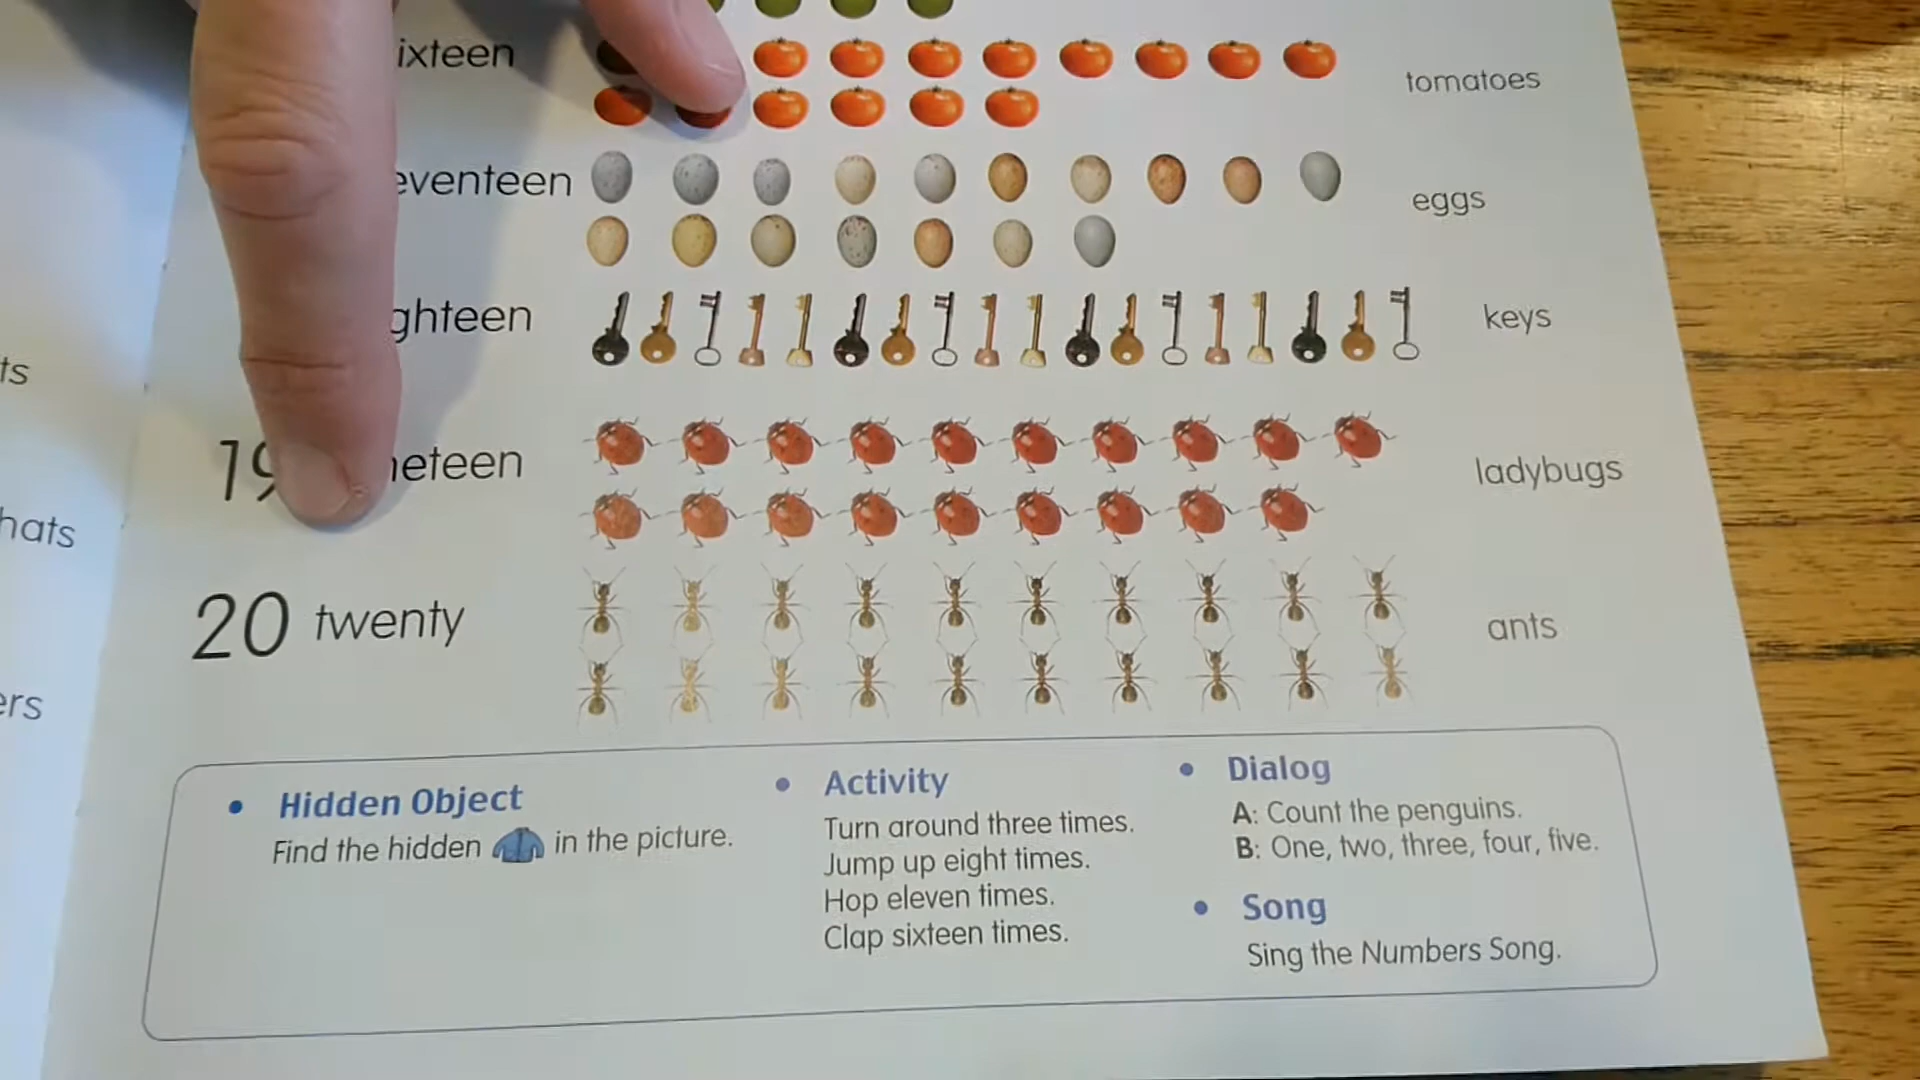 ixteen
tomatoes
eventeen
eggs
ghteen
keys
19
neteen
ladybugs
20 twenty
ants
ts
hats
ers
• Hidden Object
Find the hidden in the picture.
• Activity
Turn around three times.
Jump up eight times.
Hop eleven times.
Clap sixteen times.
• Dialog
A: Count the penguins.
B: One, two, three, four, five.
• Song
Sing the Numbers Song.